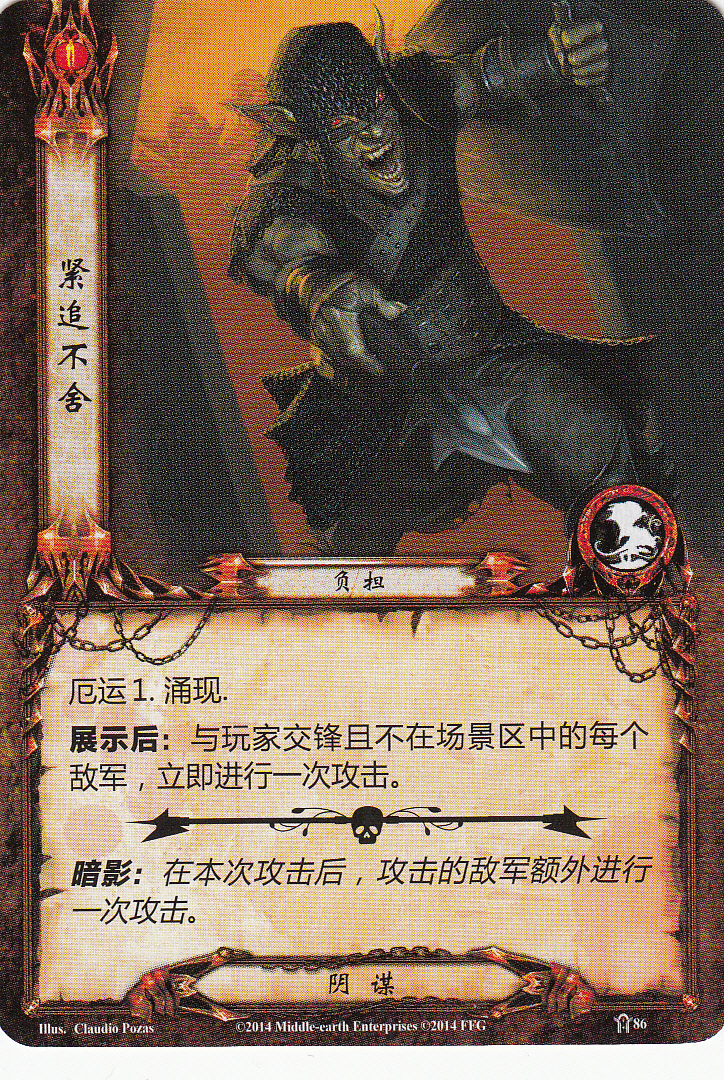 紧追不舍
负担
厄运1. 涌现.
展示后：与玩家交锋且不在场景区中的每个
敌军，立即进行一次攻击。
暗影：在本次攻击后，攻击的敌军额外进行
一次攻击。
阴谋
Illus. Claudio Pozas ©2014 Middle-earth Enterprises ©2014 FFG 86